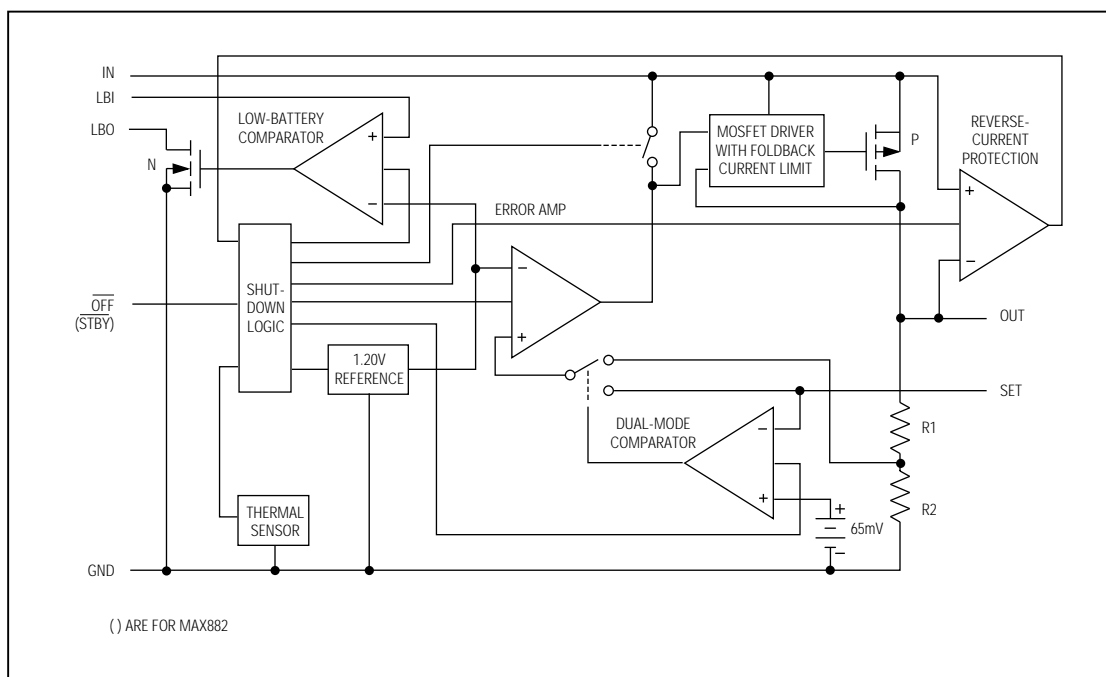 IN
LBI
LBO
LOW-BATTERY
COMPARATOR
+
−
N
MOSFET DRIVER
WITH FOLDBACK
CURRENT LIMIT
P
REVERSE-
CURRENT
PROTECTION
+
−
ERROR AMP
−
+
OFF
(STBY)
SHUT-
DOWN
LOGIC
1.20V
REFERENCE
OUT
SET
DUAL-MODE
COMPARATOR
−
+
R1
R2
+
65mV
−
THERMAL
SENSOR
GND
( ) ARE FOR MAX882